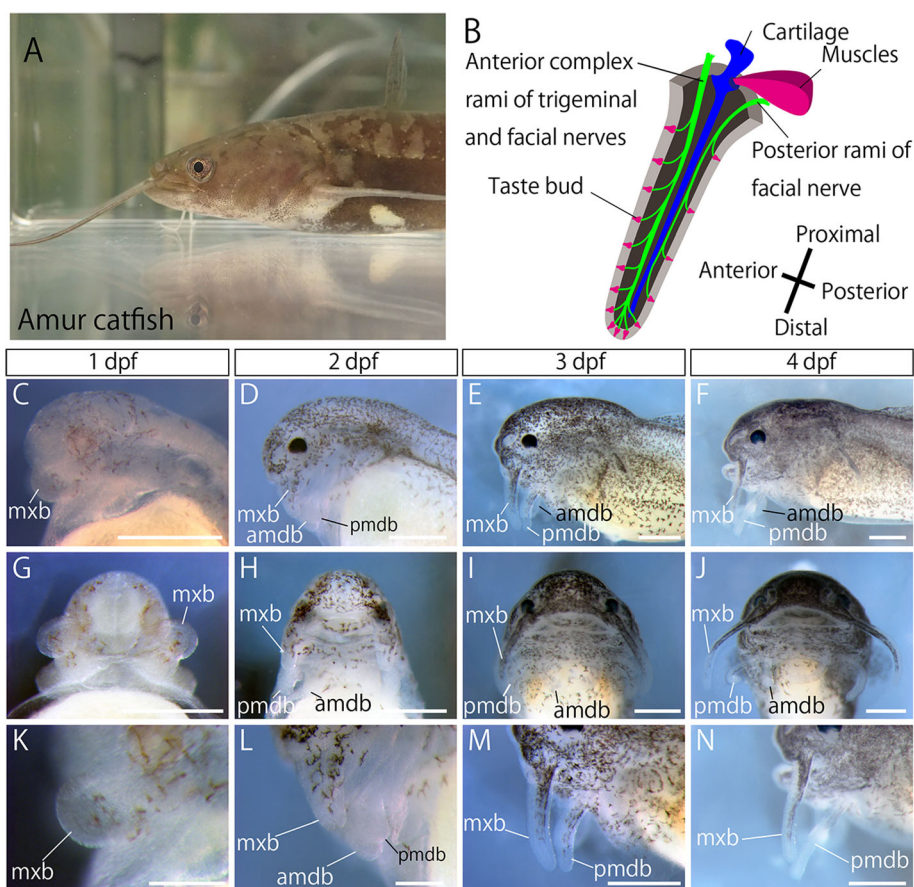 A
Amur catfish
B
Cartilage
Muscles
Anterior complex
rami of trigeminal
and facial nerves
Taste bud
Posterior rami of
facial nerve
Proximal
Anterior
Posterior
Distal
1 dpf
2 dpf
3 dpf
4 dpf
C
mxb
D
mxb
amdb
pmdb
E
mxb
amdb
pmdb
F
mxb
amdb
pmdb
G
mxb
H
mxb
pmdb
amdb
I
mxb
pmdb
amdb
J
mxb
pmdb
amdb
K
mxb
L
mxb
amdb
pmdb
M
mxb
pmdb
N
mxb
pmdb